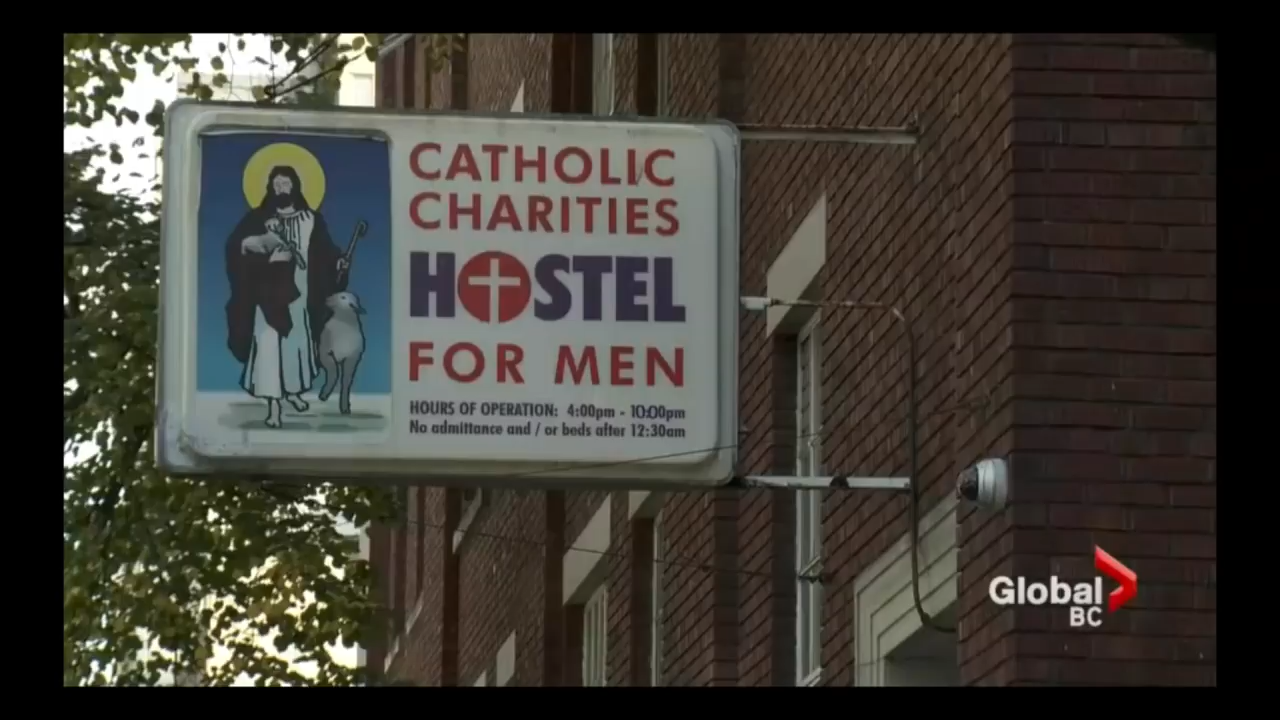 CATHOLIC
CHARITIES
HOSTEL
FOR MEN
HOURS OF OPERATION: 4:00pm - 10:00pm
No admittance and / or beds after 12:30am
Global
BC